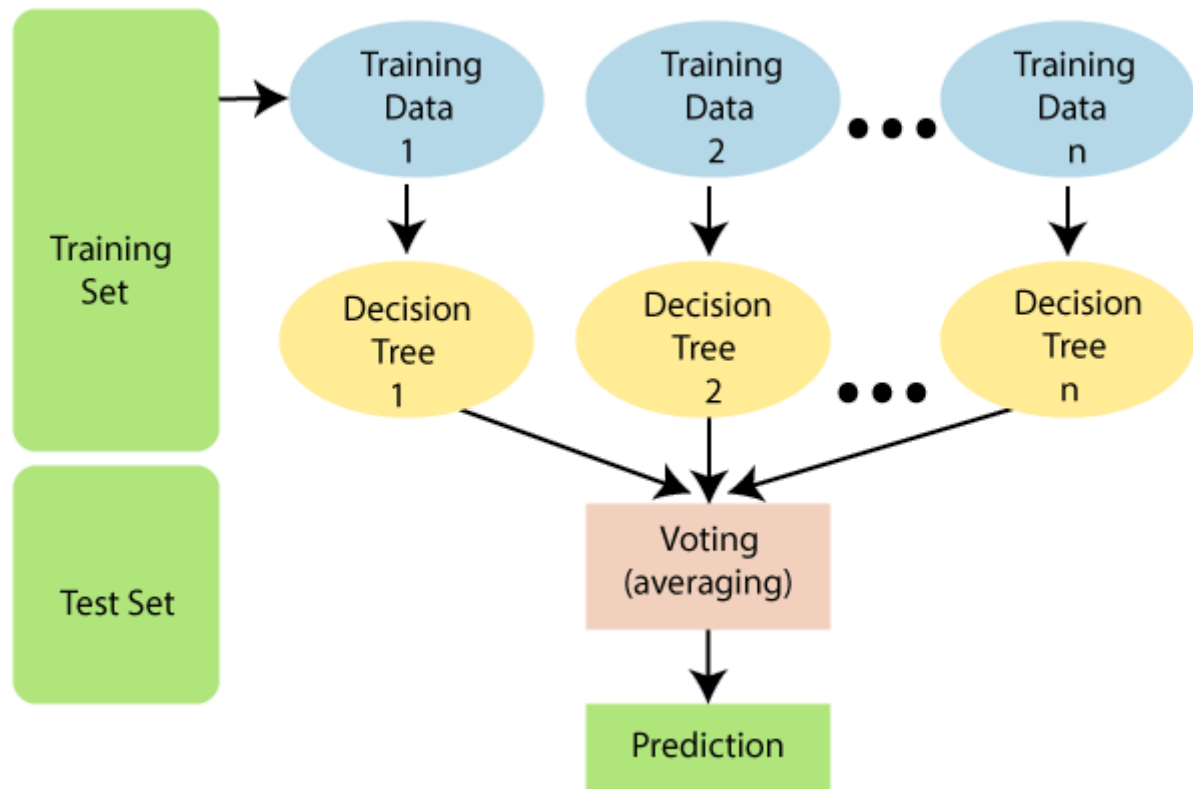 Training
Set
Test Set
Training
Data
1
Training
Data
2
Training
Data
n
Decision
Tree
1
Decision
Tree
2
Decision
Tree
n
Voting
(averaging)
Prediction